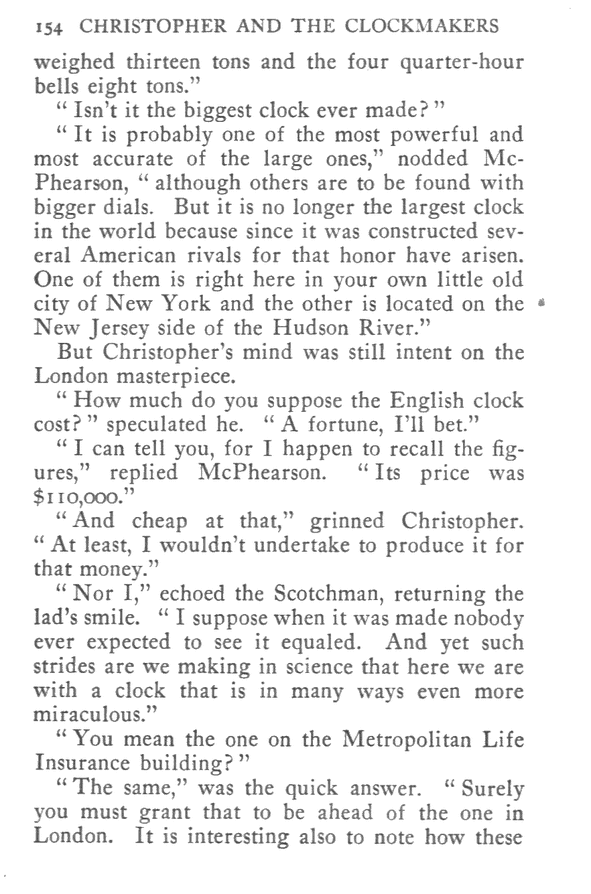 154 CHRISTOPHER AND THE CLOCKMAKERS
weighed thirteen tons and the four quarter-hour
bells eight tons.”
“ Isn’t it the biggest clock ever made? ”
“ It is probably one of the most powerful and
most accurate of the large ones,” nodded Mc-
Phearson, “ although others are to be found with
bigger dials. But it is no longer the largest clock
in the world because since it was constructed sev-
eral American rivals for that honor have arisen.
One of them is right here in your own little old
city of New York and the other is located on the
New Jersey side of the Hudson River.”
But Christopher’s mind was still intent on the
London masterpiece.
“ How much do you suppose the English clock
cost? ” speculated he. “ A fortune, I’ll bet.”
“ I can tell you, for I happen to recall the fig-
ures,” replied McPhearson. “ Its price was
$110,000.”
“ And cheap at that,” grinned Christopher.
“ At least, I wouldn’t undertake to produce it for
that money.”
“ Nor I,” echoed the Scotchman, returning the
lad’s smile. “ I suppose when it was made nobody
ever expected to see it equaled. And yet such
strides are we making in science that here we are
with a clock that is in many ways even more
miraculous.”
“ You mean the one on the Metropolitan Life
Insurance building? ”
“ The same,” was the quick answer. “ Surely
you must grant that to be ahead of the one in
London. It is interesting also to note how these